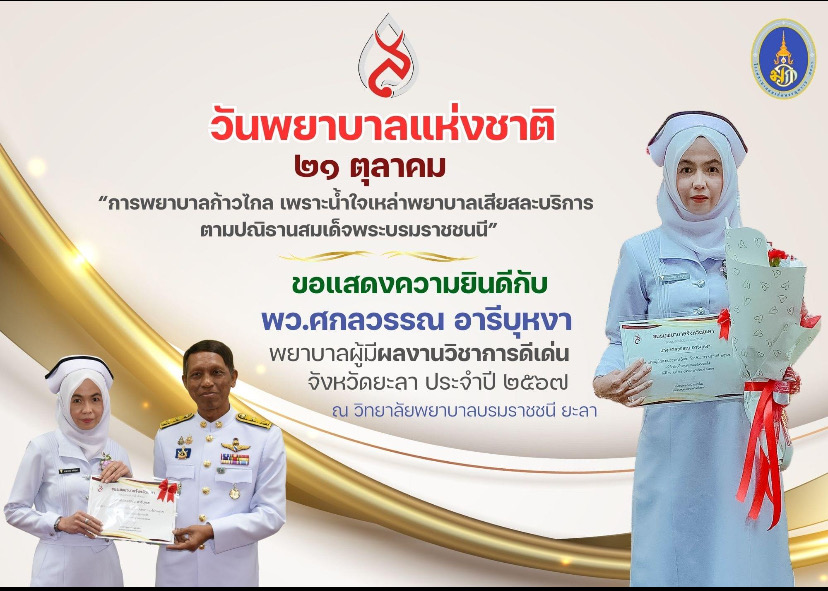 วันพยาบาลแห่งชาติ
๒๑ ตุลาคม
“การพยาบาลก้าวไกล เพราะน้ำใจเหล่าพยาบาลเสียสละบริการ
ตามปณิธานสมเด็จพระบรมราชชนนี”
ขอแสดงความยินดีกับ
พว.ศกลวรรณ อารีบุหงา
พยาบาลผู้มีผลงานวิชาการดีเด่น
จังหวัดยะลา ประจำปี ๒๕๖๗
ณ วิทยาลัยพยาบาลบรมราชชนนี ยะลา